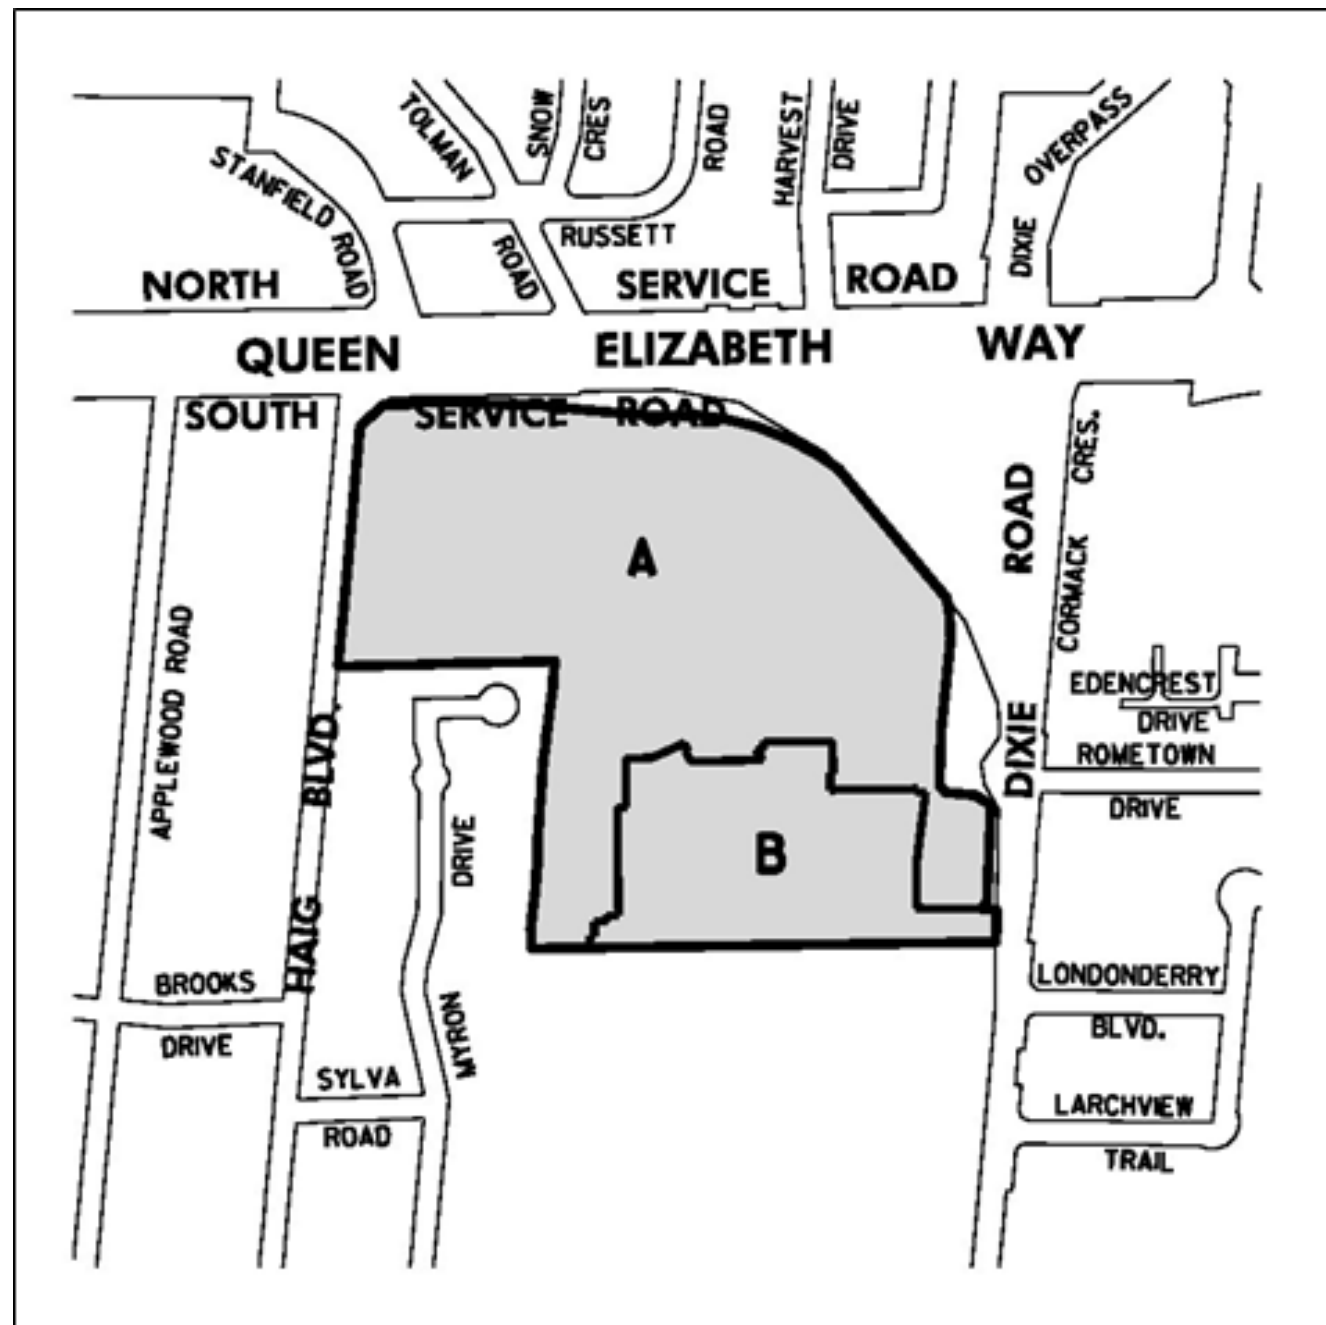 TOLMAN
SNOW
CRES
ROAD
HARVEST
DRIVE
OVERPASS
STANFIELD ROAD
ROAD
RUSSETT
DIXIE
NORTH SERVICE ROAD
QUEEN ELIZABETH WAY
SOUTH SERVICE ROAD
CORMACK CRES.
DIXIE ROAD
A
APPLEWOOD ROAD
HAIG BLVD.
EDENCREST
DRIVE
ROMETOWN
DRIVE
B
MYRON DRIVE
BROOKS
DRIVE
LONDONDERRY
BLVD.
SYLVA
ROAD
LARCHVIEW
TRAIL